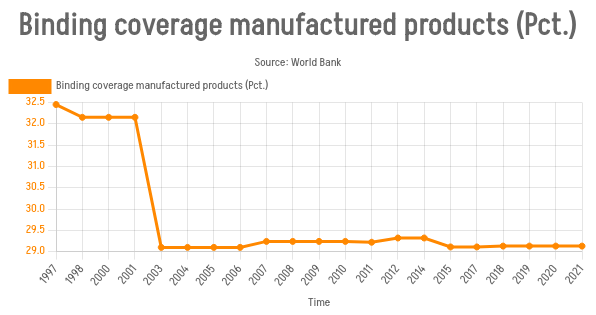 Binding coverage manufactured products (Pct.)
Source: World Bank
Binding coverage manufactured products (Pct.)
32.5
32.0
31.5
31.0
30.5
30.0
29.5
29.0
1997 1998 2000 2001 2003 2004 2005 2006 2007 2008 2009 2010 2011 2012 2014 2015 2017 2018 2019 2020 2021
Time